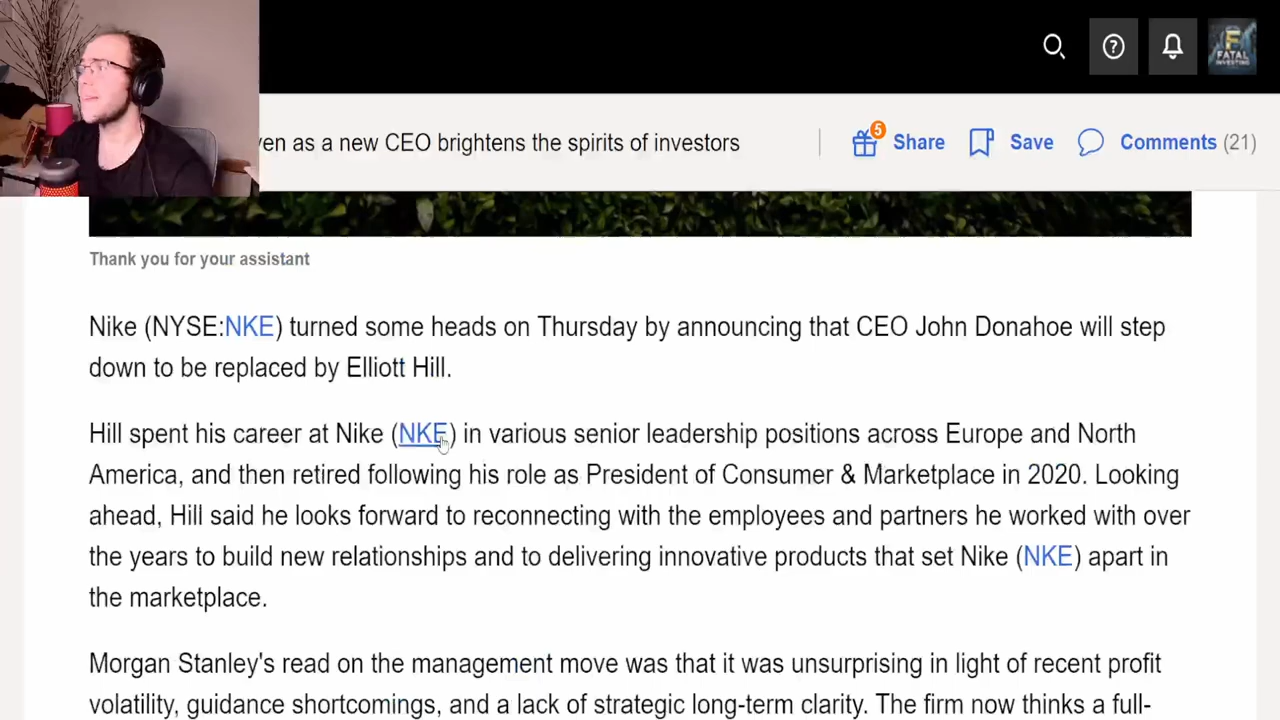 F
FATAL
INVESTING
ven as a new CEO brightens the spirits of investors
5
Share
Save
Comments (21)
Thank you for your assistant
Nike (NYSE:NKE) turned some heads on Thursday by announcing that CEO John Donahoe will step
down to be replaced by Elliott Hill.
Hill spent his career at Nike (NKE) in various senior leadership positions across Europe and North
America, and then retired following his role as President of Consumer & Marketplace in 2020. Looking
ahead, Hill said he looks forward to reconnecting with the employees and partners he worked with over
the years to build new relationships and to delivering innovative products that set Nike (NKE) apart in
the marketplace.
Morgan Stanley's read on the management move was that it was unsurprising in light of recent profit
volatility, guidance shortcomings, and a lack of strategic long-term clarity. The firm now thinks a full-